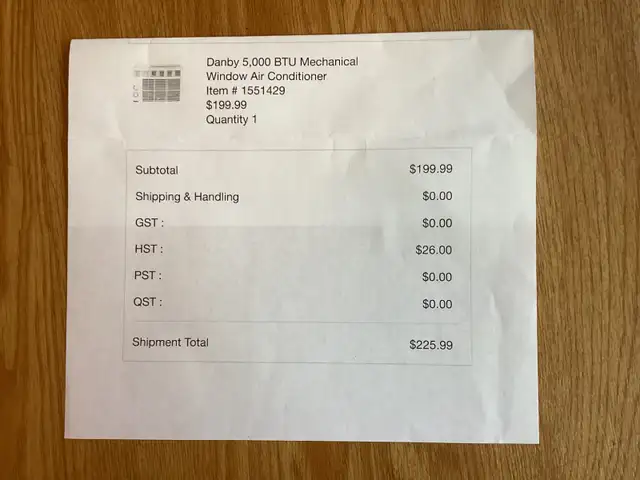 Danby 5,000 BTU Mechanical
Window Air Conditioner
Item # 1551429
$199.99
Quantity 1
Subtotal $199.99
Shipping & Handling $0.00
GST : $0.00
HST : $26.00
PST : $0.00
QST : $0.00
Shipment Total $225.99